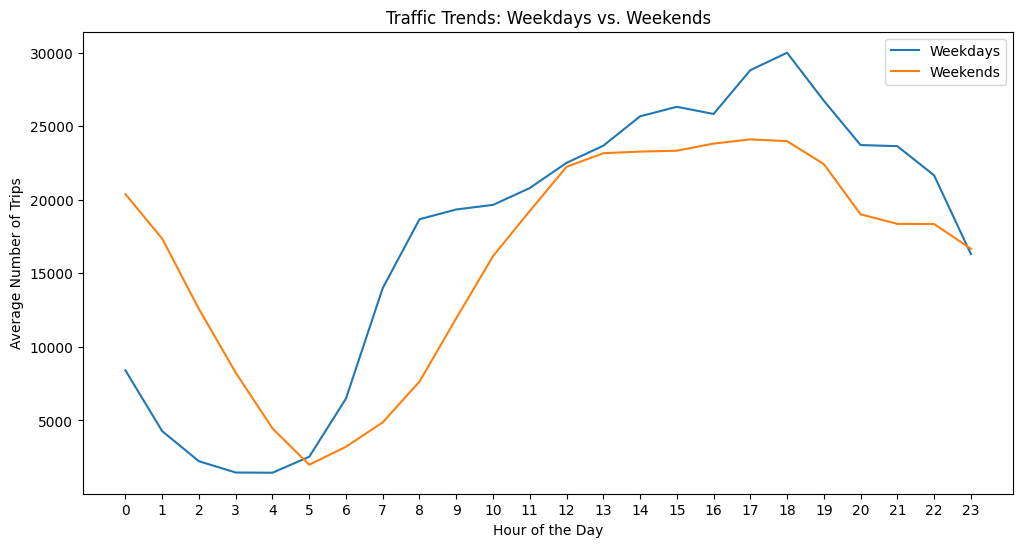 Traffic Trends: Weekdays vs. Weekends
Weekdays
Weekends
Average Number of Trips
30000
25000
20000
15000
10000
5000
0 1 2 3 4 5 6 7 8 9 10 11 12 13 14 15 16 17 18 19 20 21 22 23
Hour of the Day